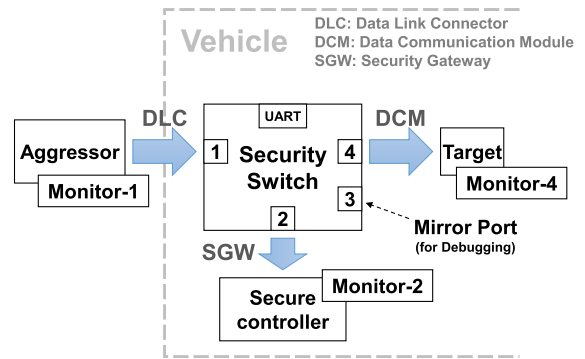 Vehicle
DLC: Data Link Connector
DCM: Data Communication Module
SGW: Security Gateway
DLC
UART
DCM
Aggressor
Monitor-1
1
Security
Switch
4
3
2
Target
Monitor-4
Mirror Port
(for Debugging)
SGW
Monitor-2
Secure
controller